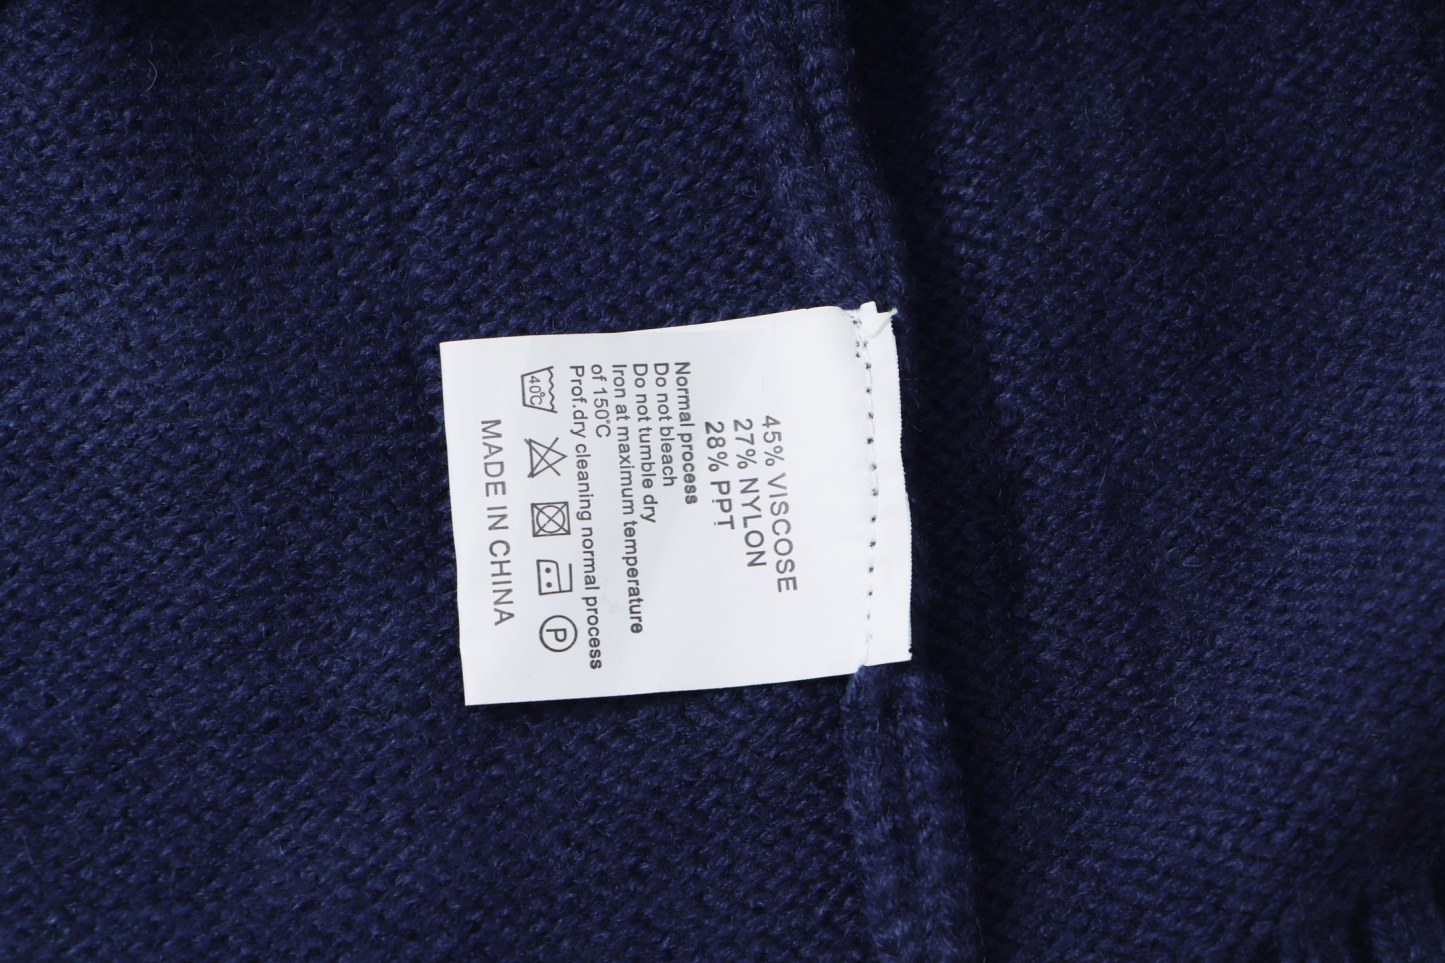 45% VISCOSE
27% NYLON
28% PPT
Normal process
Do not bleach
Do not tumble dry
Iron at maximum temperature
of 150℃
Prof.dry cleaning normal process
40℃
P
MADE IN CHINA